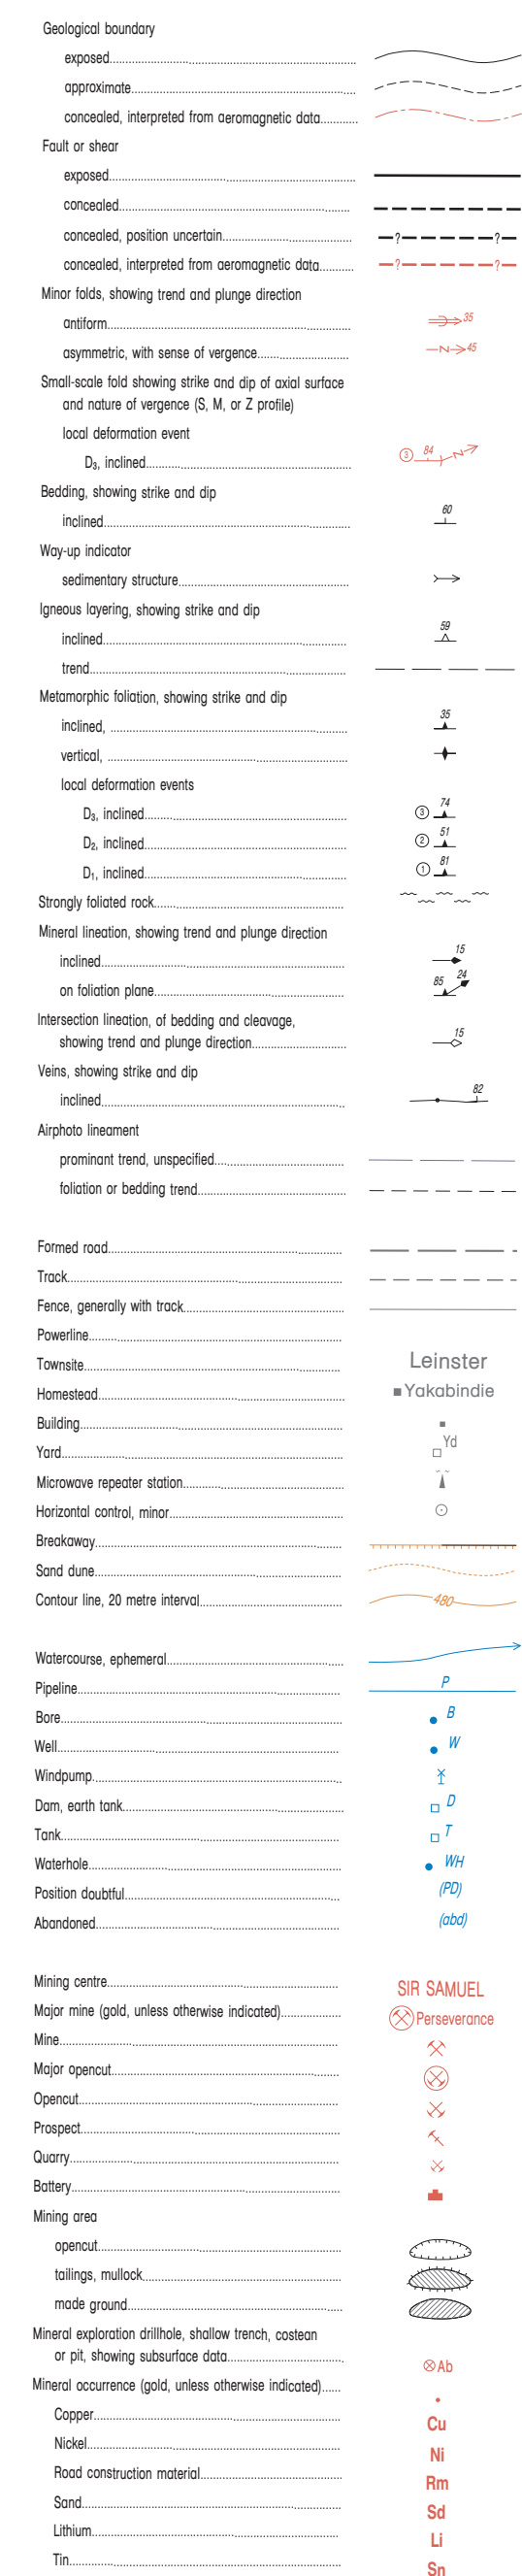 Geological boundary
exposed
approximate
concealed, interpreted from aeromagnetic data
Fault or shear
exposed
concealed
concealed, position uncertain ? ?
concealed, interpreted from aeromagnetic data ? ?
Minor folds, showing trend and plunge direction
antiform 35
asymmetric, with sense of vergence Z 45
Small-scale fold showing strike and dip of axial surface
and nature of vergence (S, M, or Z profile)
local deformation event
D₃, inclined 3 84 Z
Bedding, showing strike and dip
inclined 60
Way-up indicator
sedimentary structure
Igneous layering, showing strike and dip
inclined 59
trend
Metamorphic foliation, showing strike and dip
inclined, 35
vertical,
local deformation events
D₃, inclined 3 74
D₂, inclined 2 51
D₁, inclined 1 81
Strongly foliated rock
Mineral lineation, showing trend and plunge direction
inclined 15
on foliation plane 85 24
Intersection lineation, of bedding and cleavage,
showing trend and plunge direction 15
Veins, showing strike and dip
inclined 82
Airphoto lineament
prominant trend, unspecified
foliation or bedding trend
Formed road
Track
Fence, generally with track
Powerline
Townsite Leinster
Homestead Yakabindie
Building
Yard Yd
Microwave repeater station
Horizontal control, minor
Breakaway
Sand dune
Contour line, 20 metre interval 480
Watercourse, ephemeral
Pipeline P
Bore B
Well W
Windpump
Dam, earth tank D
Tank T
Waterhole WH
Position doubtful (PD)
Abandoned (abd)
Mining centre SIR SAMUEL
Major mine (gold, unless otherwise indicated) Perseverance
Mine
Major opencut
Opencut
Prospect
Quarry
Battery
Mining area
opencut
tailings, mullock
made ground
Mineral exploration drillhole, shallow trench, costean
or pit, showing subsurface data Ab
Mineral occurrence (gold, unless otherwise indicated)
Copper Cu
Nickel Ni
Road construction material Rm
Sand Sd
Lithium Li
Tin Sn